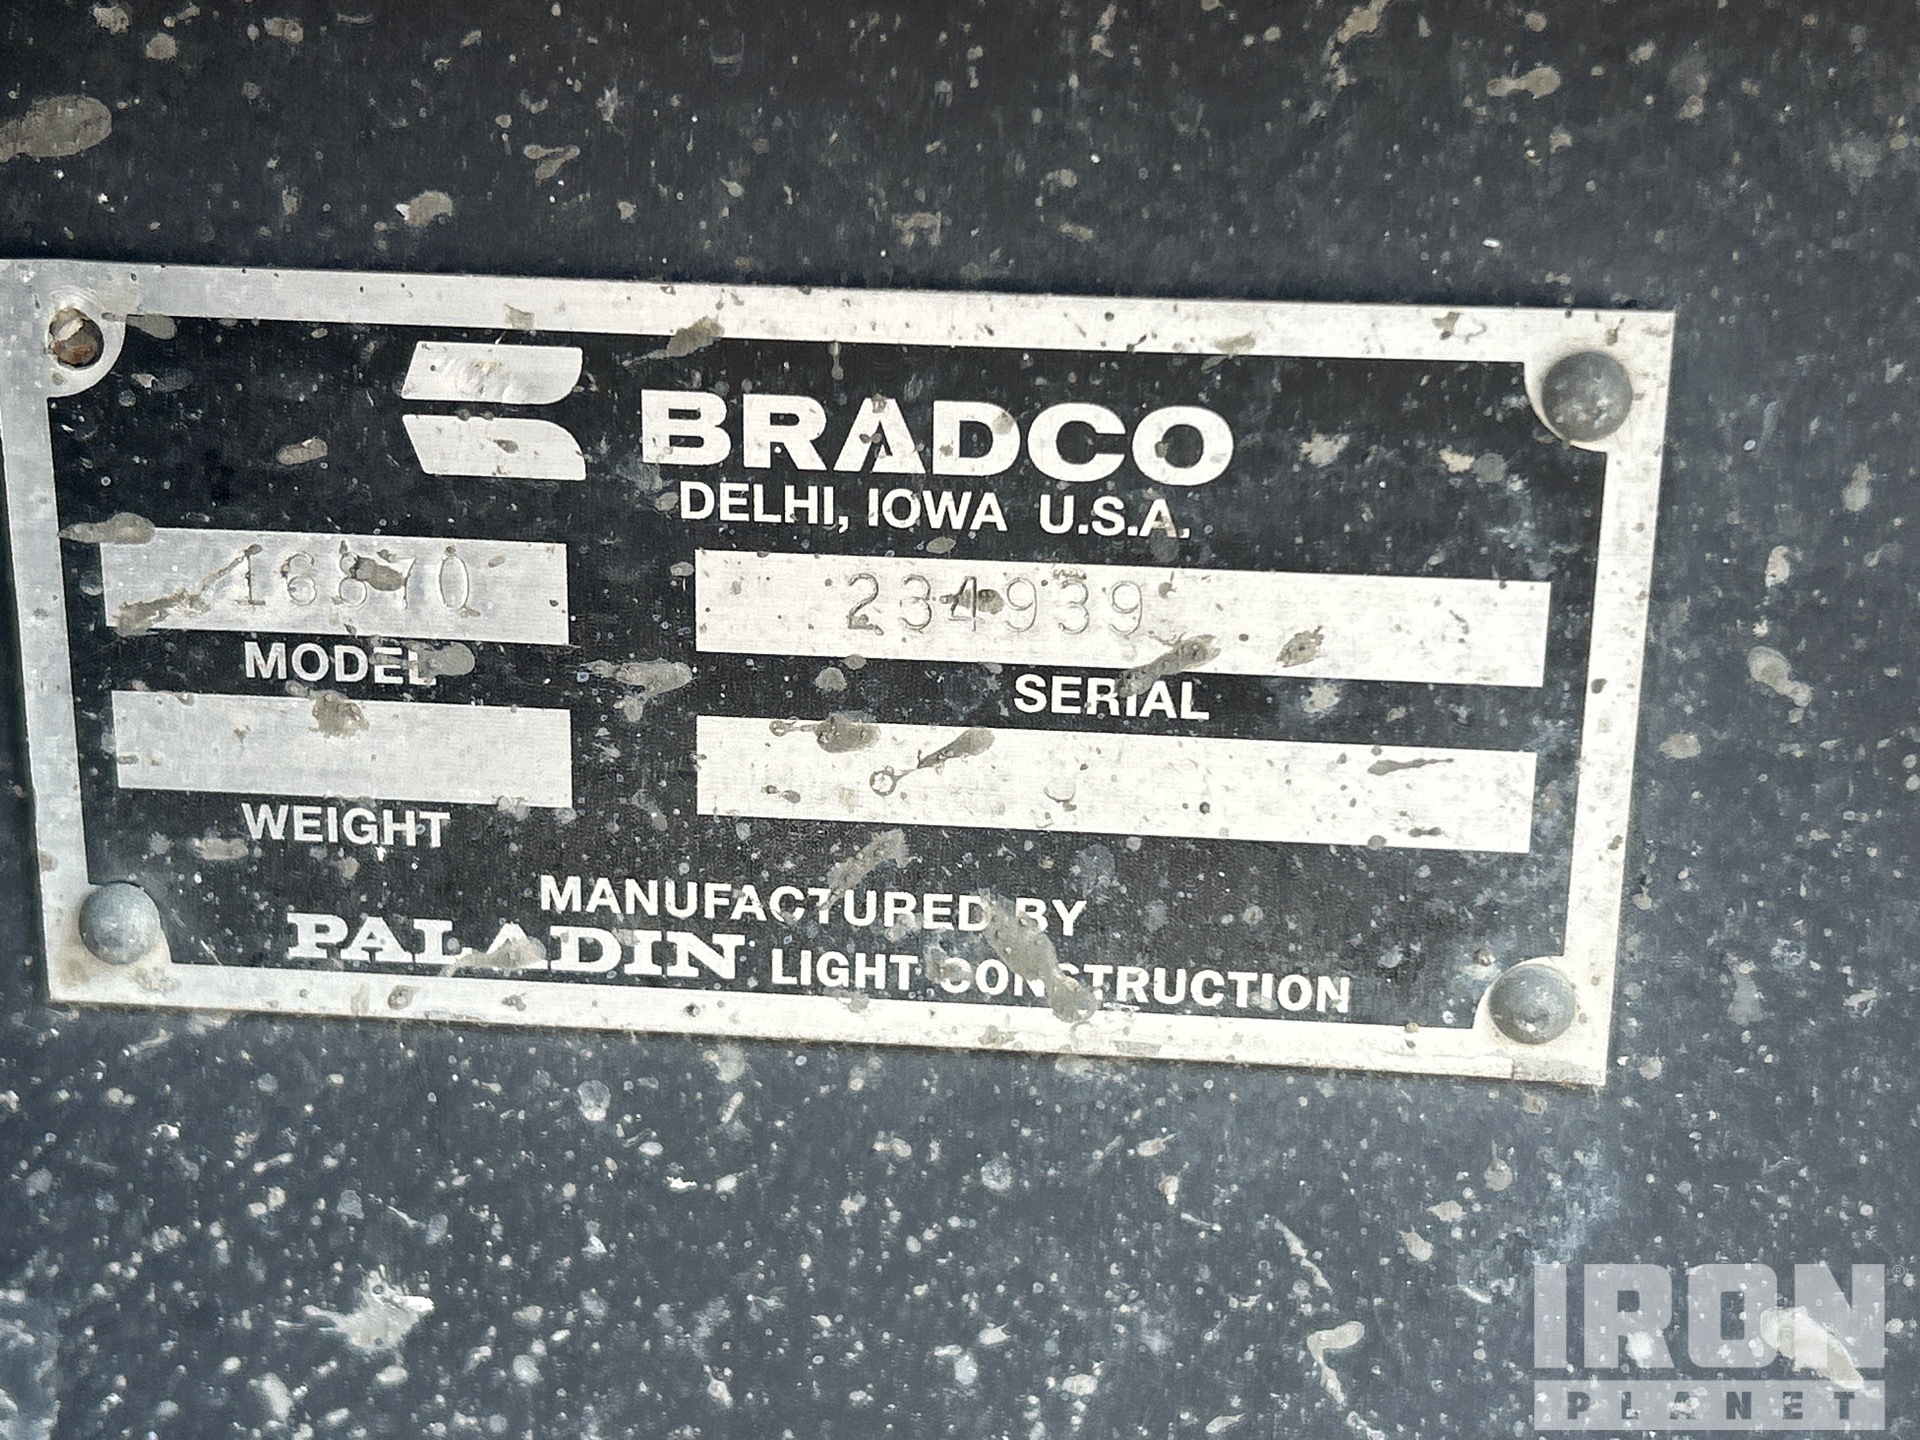 BRADCO
DELHI, IOWA U.S.A.
16870 234939
MODEL SERIAL
WEIGHT
MANUFACTURED BY
PALADIN LIGHT CONSTRUCTION
IRON
PLANET